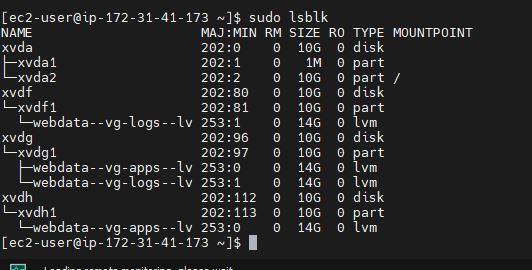 [ec2-user@ip-172-31-41-173 ~]$ sudo lsblk
NAME MAJ:MIN RM SIZE RO TYPE MOUNTPOINT
xvda 202:0 0 10G 0 disk
├─xvda1 202:1 0 1M 0 part
└─xvda2 202:2 0 10G 0 part /
xvdf 202:80 0 10G 0 disk
└─xvdf1 202:81 0 10G 0 part
└─webdata--vg-logs--lv 253:1 0 14G 0 lvm
xvdg 202:96 0 10G 0 disk
└─xvdg1 202:97 0 10G 0 part
├─webdata--vg-apps--lv 253:0 0 14G 0 lvm
└─webdata--vg-logs--lv 253:1 0 14G 0 lvm
xvdh 202:112 0 10G 0 disk
└─xvdh1 202:113 0 10G 0 part
└─webdata--vg-apps--lv 253:0 0 14G 0 lvm
[ec2-user@ip-172-31-41-173 ~]$
Loading remote monitoring, please wait